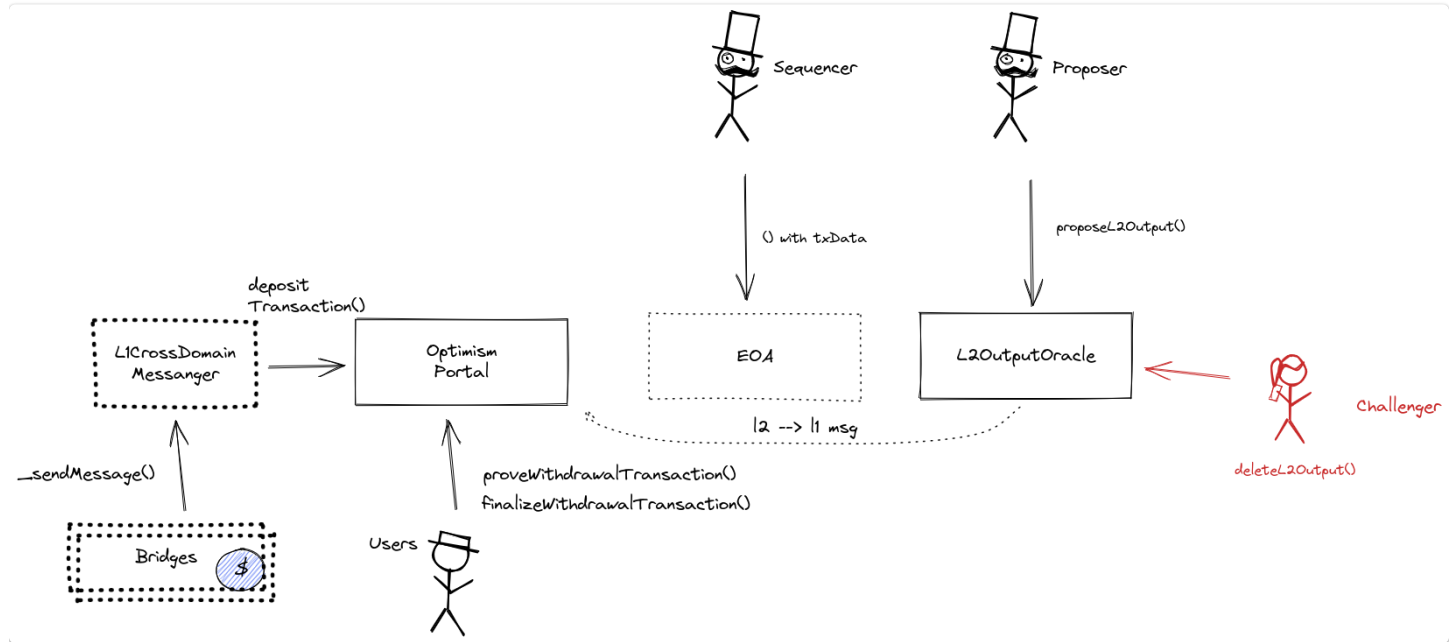 Sequencer
Proposer
() with txData
proposeL2Output()
deposit
Transaction()
L1CrossDomain
Messanger
Optimism
Portal
EOA
L2OutputOracle
Challenger
l2 --> l1 msg
_sendMessage()
proveWithdrawalTransaction()
finalizeWithdrawalTransaction()
deleteL2Output()
Bridges
$
Users